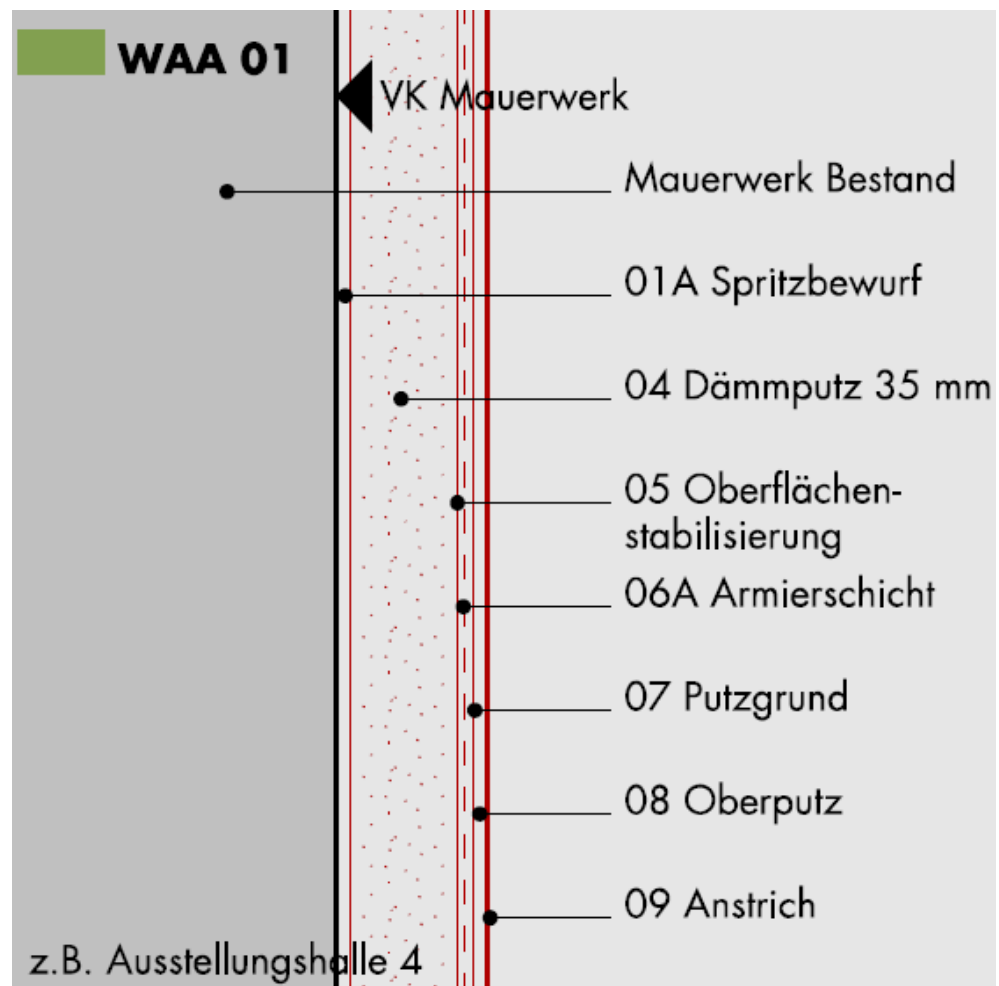 WAA 01
VK Mauerwerk
Mauerwerk Bestand
01A Spritzbewurf
04 Dämmputz 35 mm
05 Oberflächen-
stabilisierung
06A Armierschicht
07 Putzgrund
08 Oberputz
09 Anstrich
z.B. Ausstellungshalle 4